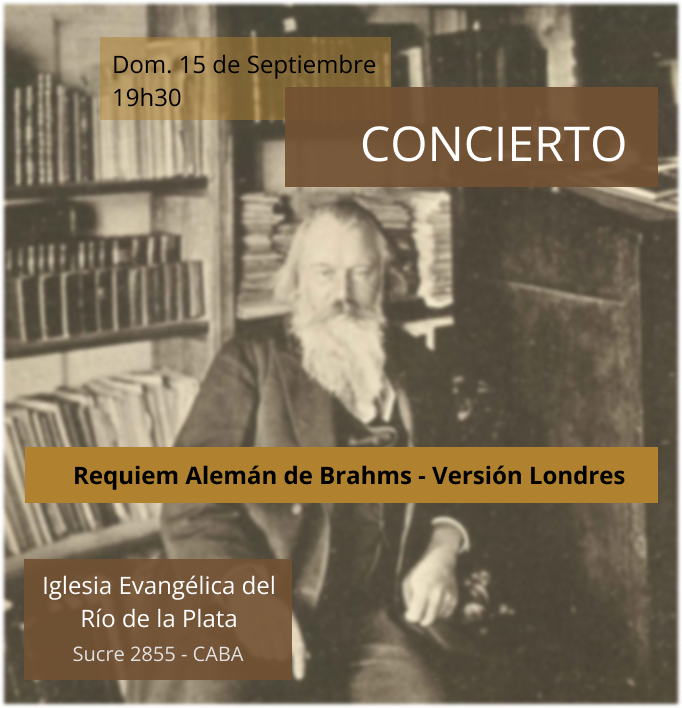 Dom. 15 de Septiembre
19h30
CONCIERTO
Requiem Alemán de Brahms - Versión Londres
Iglesia Evangélica del
Río de la Plata
Sucre 2855 - CABA